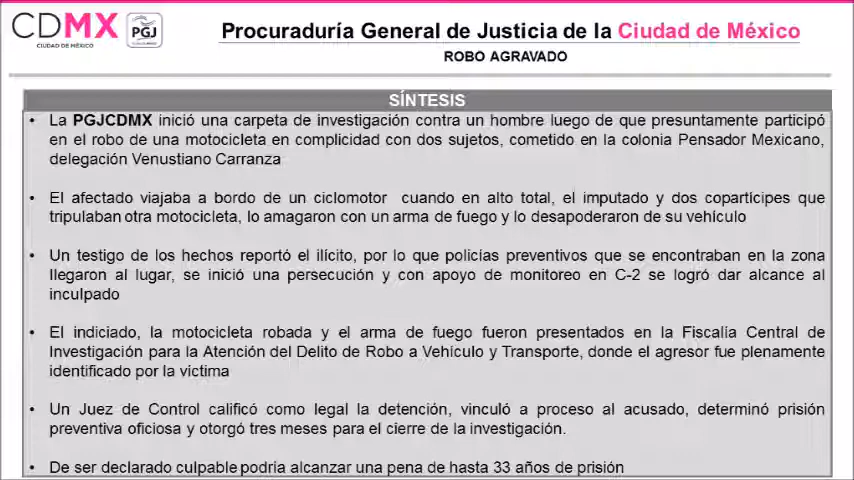 CDMX
CIUDAD DE MÉXICO
PGJ
Procuraduría General de Justicia de la Ciudad de México
ROBO AGRAVADO
SÍNTESIS
• La PGJCDMX inició una carpeta de investigación contra un hombre luego de que presuntamente participó
en el robo de una motocicleta en complicidad con dos sujetos, cometido en la colonia Pensador Mexicano,
delegación Venustiano Carranza
• El afectado viajaba a bordo de un ciclomotor cuando en alto total, el imputado y dos copartícipes que
tripulaban otra motocicleta, lo amagaron con un arma de fuego y lo desapoderaron de su vehículo
• Un testigo de los hechos reportó el ilícito, por lo que policías preventivos que se encontraban en la zona
llegaron al lugar, se inició una persecución y con apoyo de monitoreo en C-2 se logró dar alcance al
inculpado
• El indiciado, la motocicleta robada y el arma de fuego fueron presentados en la Fiscalía Central de
Investigación para la Atención del Delito de Robo a Vehículo y Transporte, donde el agresor fue plenamente
identificado por la víctima
• Un Juez de Control calificó como legal la detención, vinculó a proceso al acusado, determinó prisión
preventiva oficiosa y otorgó tres meses para el cierre de la investigación.
• De ser declarado culpable podría alcanzar una pena de hasta 33 años de prisión